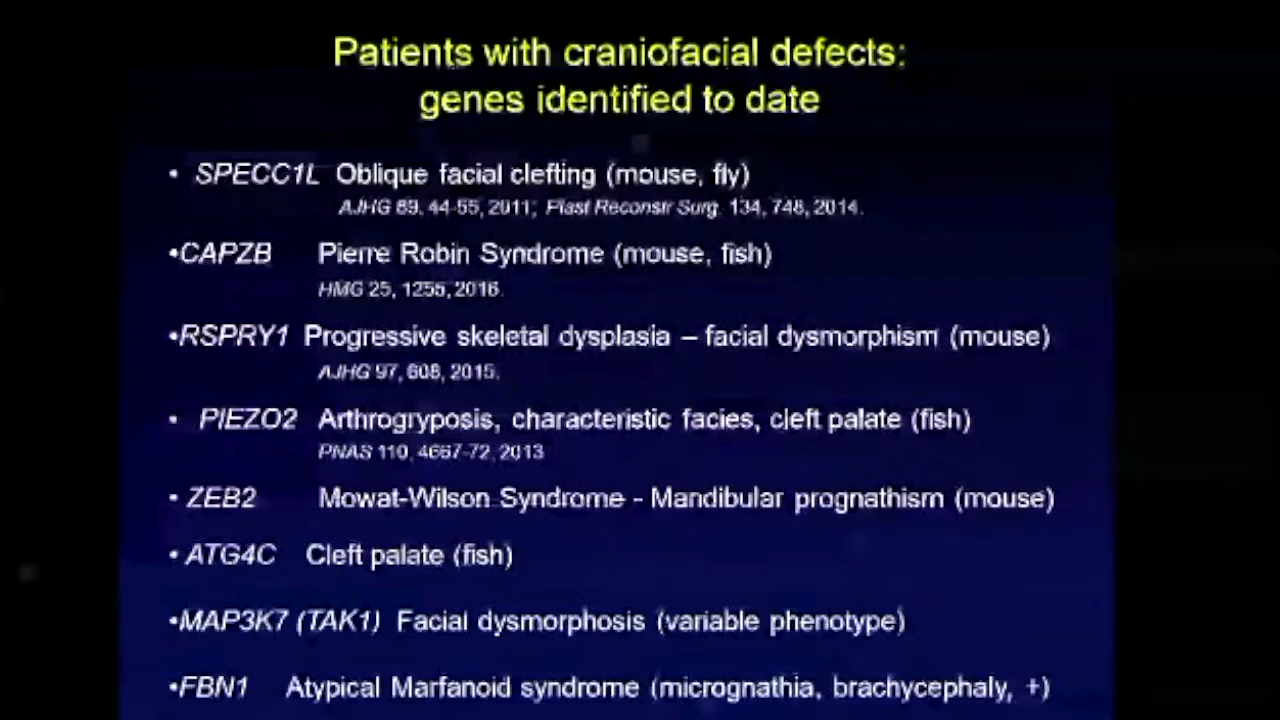 Patients with craniofacial defects:
genes identified to date
• SPECC1L Oblique facial clefting (mouse, fly)
AJHG 89, 44-55, 2011; Plast Reconstr Surg. 134, 748, 2014.
•CAPZB Pierre Robin Syndrome (mouse, fish)
HMG 25, 1255, 2016.
•RSPRY1 Progressive skeletal dysplasia – facial dysmorphism (mouse)
AJHG 97, 608, 2015.
• PIEZO2 Arthrogryposis, characteristic facies, cleft palate (fish)
PNAS 110, 4667-72, 2013
• ZEB2 Mowat-Wilson Syndrome - Mandibular prognathism (mouse)
• ATG4C Cleft palate (fish)
•MAP3K7 (TAK1) Facial dysmorphosis (variable phenotype)
•FBN1 Atypical Marfanoid syndrome (micrognathia, brachycephaly, +)